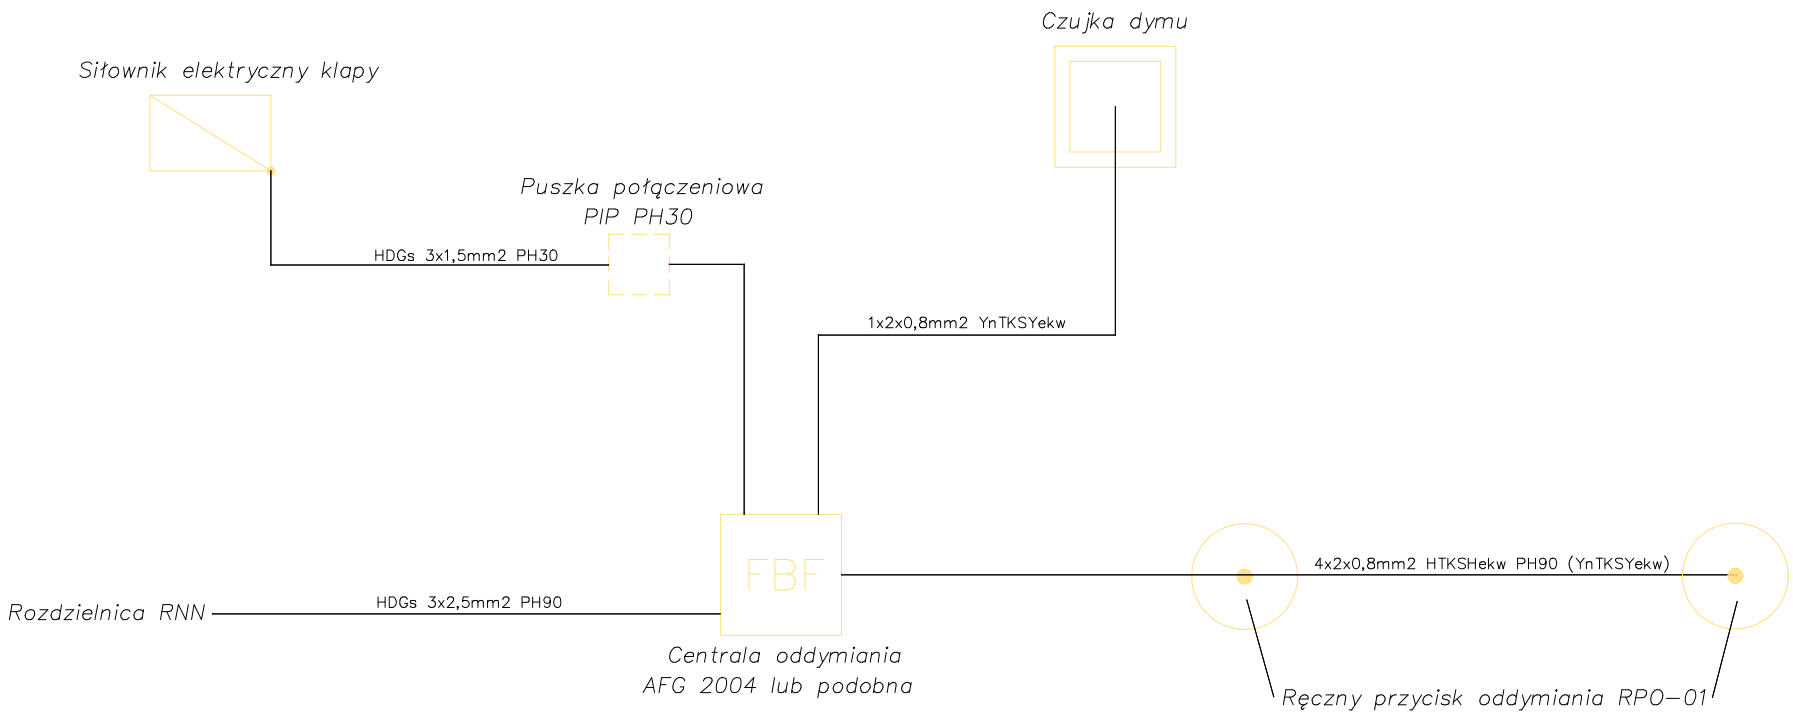 Czujka dymu
Siłownik elektryczny klapy
Puszka połączeniowa
PIP PH30
HDGs 3x1,5mm2 PH30
1x2x0,8mm2 YnTKSYekw
FBF
4x2x0,8mm2 HTKSHekw PH90 (YnTKSYekw)
HDGs 3x2,5mm2 PH90
Rozdzielnica RNN
Centrala oddymiania
AFG 2004 lub podobna
Ręczny przycisk oddymiania RPO-01